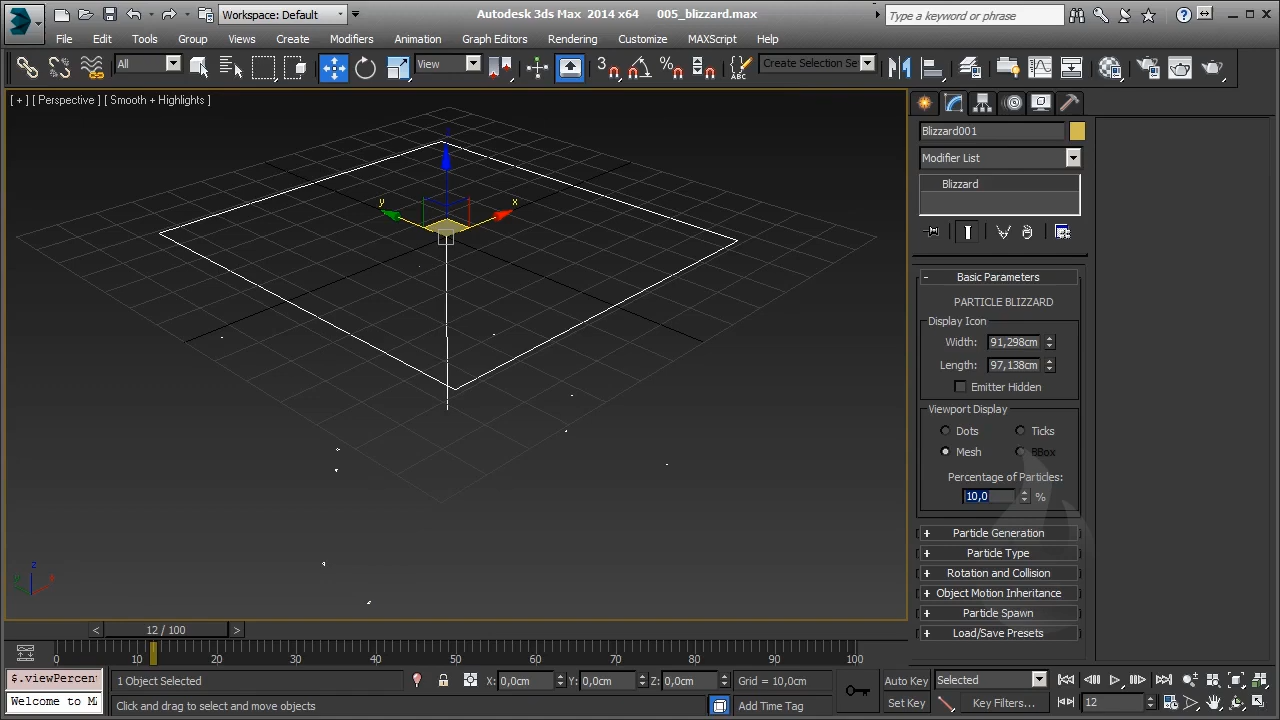 Workspace: Default
Autodesk 3ds Max 2014 x64 005_blizzard.max
Type a keyword or phrase
File Edit Tools Group Views Create Modifiers Animation Graph Editors Rendering Customize MAXScript Help
All
View
3
Create Selection Se
[ + ] [ Perspective ] [ Smooth + Highlights ]
Blizzard001
Modifier List
Blizzard
z
y
x
- Basic Parameters
PARTICLE BLIZZARD
Display Icon
Width: 91,298cm
Length: 97,138cm
Emitter Hidden
Viewport Display
Dots Ticks
Mesh BBox
Percentage of Particles:
10,0 %
+ Particle Generation
+ Particle Type
+ Rotation and Collision
+ Object Motion Inheritance
+ Particle Spawn
+ Load/Save Presets
z
y x
< 12 / 100 >
0 10 20 30 40 50 60 70 80 90 100
$.viewPercen
1 Object Selected X: 0,0cm Y: 0,0cm Z: 0,0cm Grid = 10,0cm Auto Key Selected
Welcome to MA
Click and drag to select and move objects Add Time Tag Set Key Key Filters... 12